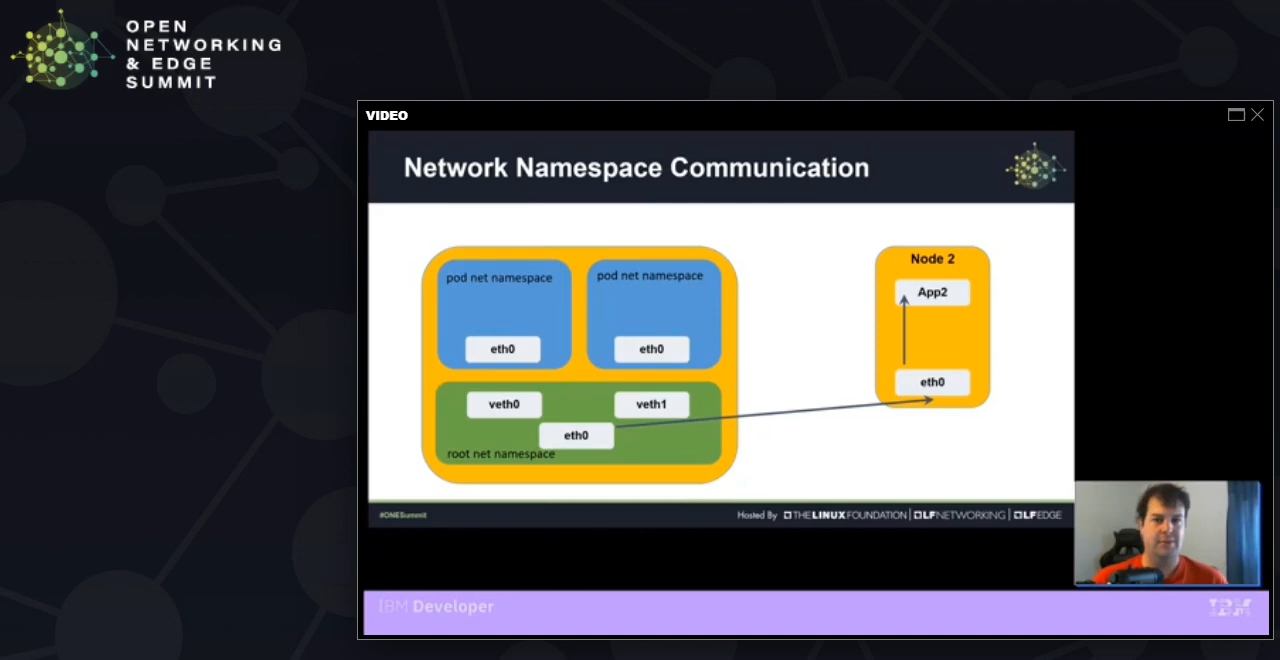 OPEN
NETWORKING
& EDGE
SUMMIT
VIDEO
Network Namespace Communication
pod net namespace
pod net namespace
eth0
eth0
veth0
veth1
eth0
root net namespace
Node 2
App2
eth0
#ONESummit
Hosted By THE LINUX FOUNDATION | LFNETWORKING | LFEDGE
IBM Developer
IBM